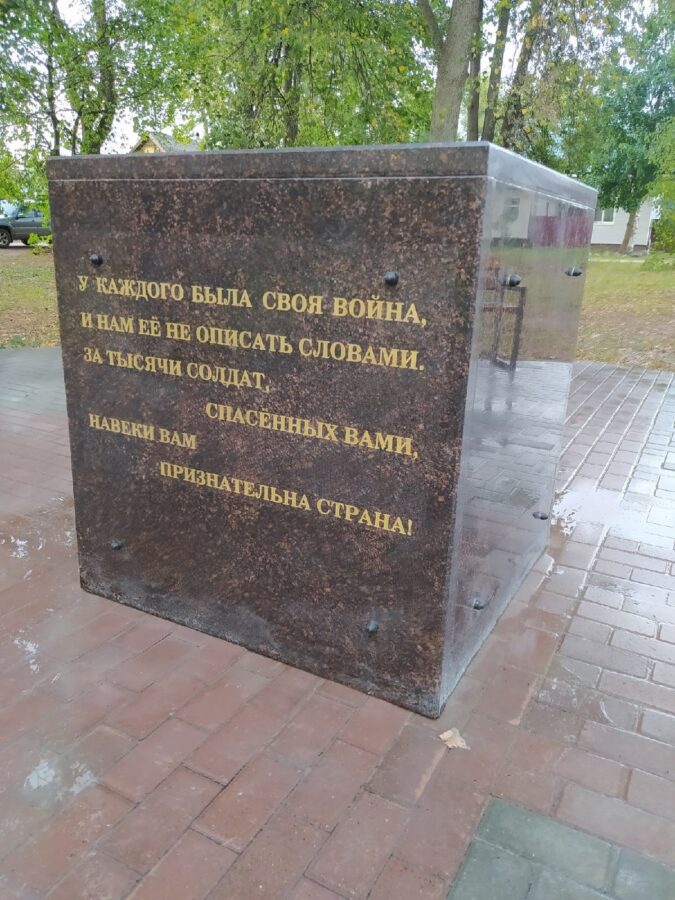 У КАЖДОГО БЫЛА СВОЯ ВОЙНА,
И НАМ ЕЁ НЕ ОПИСАТЬ СЛОВАМИ.
ЗА ТЫСЯЧИ СОЛДАТ,
СПАСЕННЫХ ВАМИ,
НАВЕКИ ВАМ
ПРИЗНАТЕЛЬНА СТРАНА!